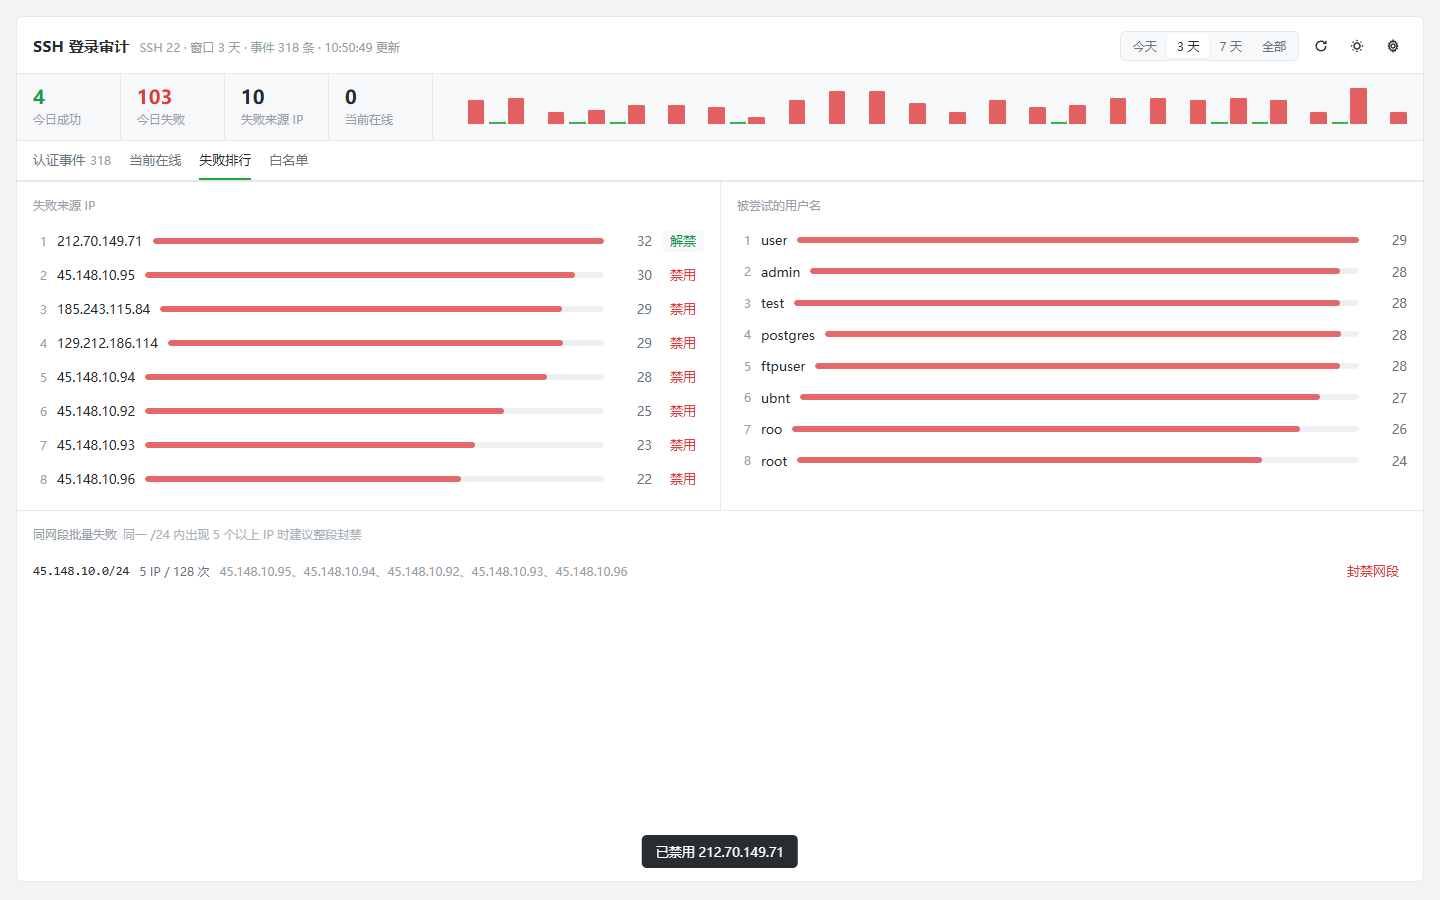 SSH 登录审计 SSH 22 · 窗口 3 天 · 事件 318 条 · 10:50:49 更新 今天 3 天 7 天 全部
4 103 10 0
今日成功 今日失败 失败来源 IP 当前在线
认证事件 318 当前在线 失败排行 白名单
失败来源 IP
1 212.70.149.71 32 解禁
2 45.148.10.95 30 禁用
3 185.243.115.84 29 禁用
4 129.212.186.114 29 禁用
5 45.148.10.94 28 禁用
6 45.148.10.92 25 禁用
7 45.148.10.93 23 禁用
8 45.148.10.96 22 禁用
被尝试的用户名
1 user 29
2 admin 28
3 test 28
4 postgres 28
5 ftpuser 28
6 ubnt 27
7 roo 26
8 root 24
同网段批量失败 同一 /24 内出现 5 个以上 IP 时建议整段封禁
45.148.10.0/24 5 IP / 128 次 45.148.10.95、45.148.10.94、45.148.10.92、45.148.10.93、45.148.10.96 封禁网段
已禁用 212.70.149.71